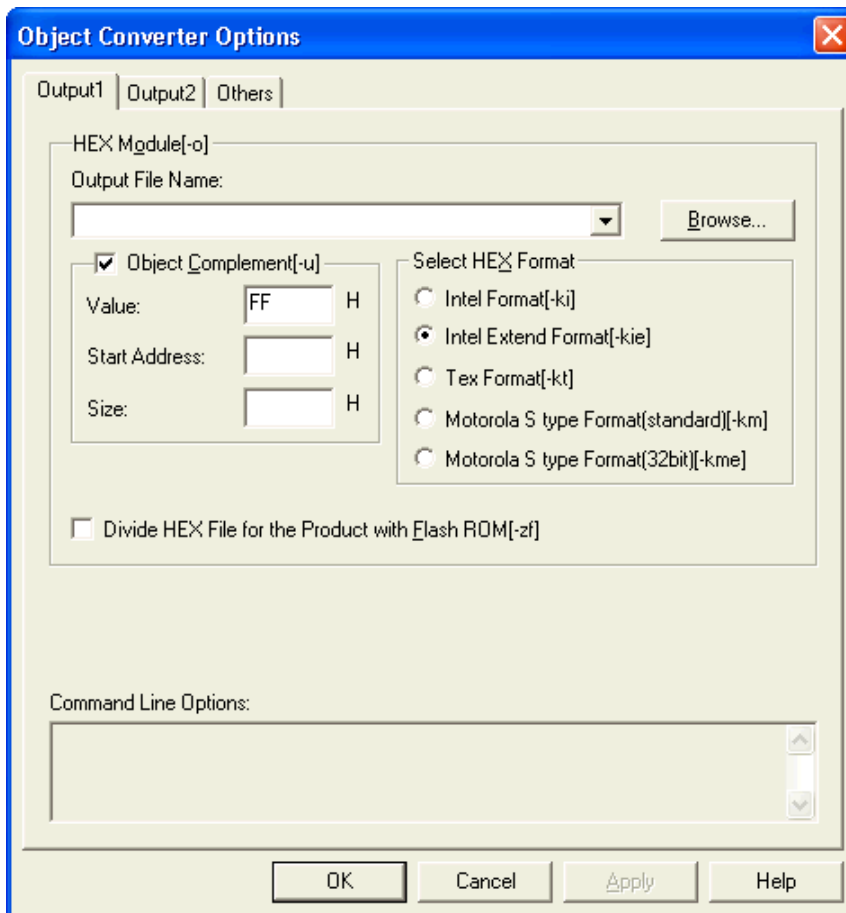 Object Converter Options
Output1 Output2 Others
HEX Module[-o]
Output File Name:
Browse...
Object Complement[-u]
Value: FF H
Start Address: H
Size: H
Select HEX Format
Intel Format[-ki]
Intel Extend Format[-kie]
Tex Format[-kt]
Motorola S type Format(standard)[-km]
Motorola S type Format(32bit)[-kme]
Divide HEX File for the Product with Flash ROM[-zf]
Command Line Options:
OK Cancel Apply Help